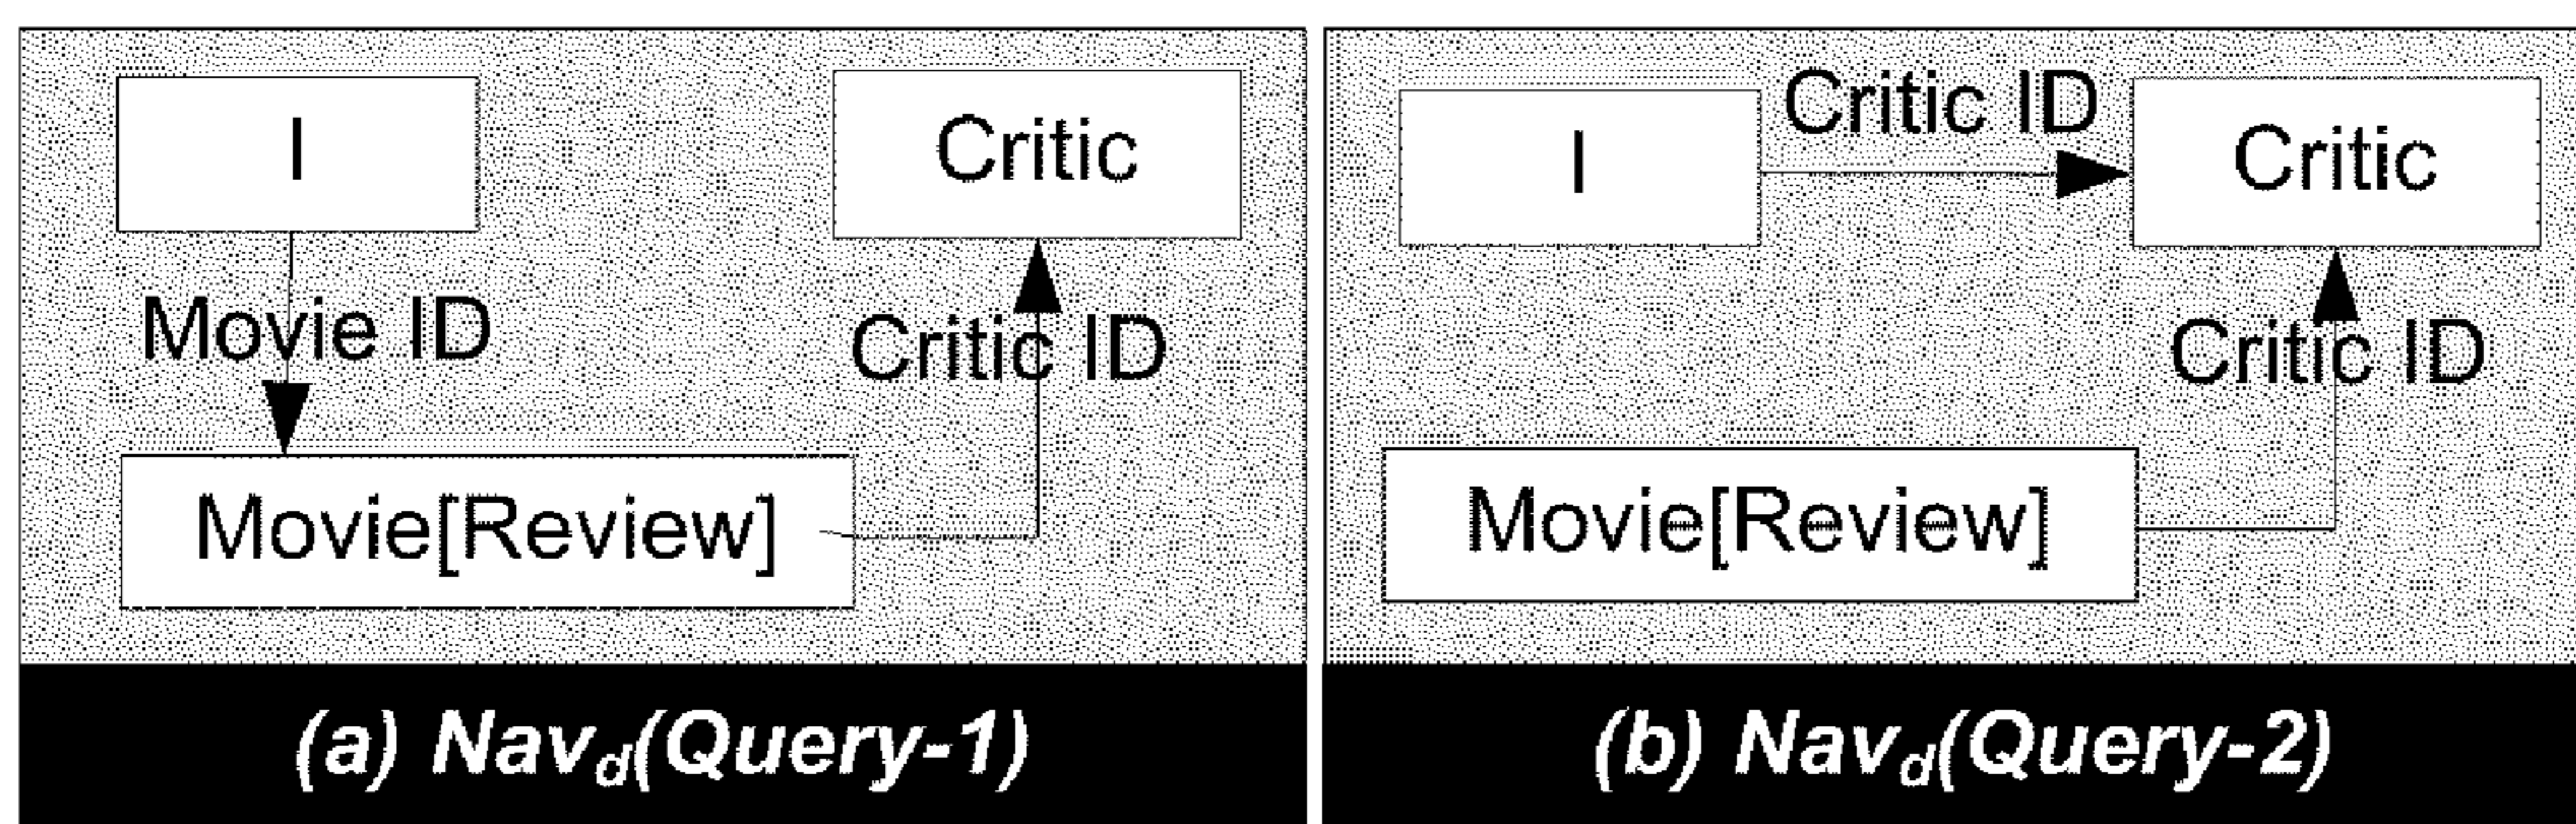 I
Critic
Movie ID
Critic ID
Movie[Review]
(a) Navd(Query-1)
I
Critic ID
Critic
Critic ID
Movie[Review]
(b) Navd(Query-2)